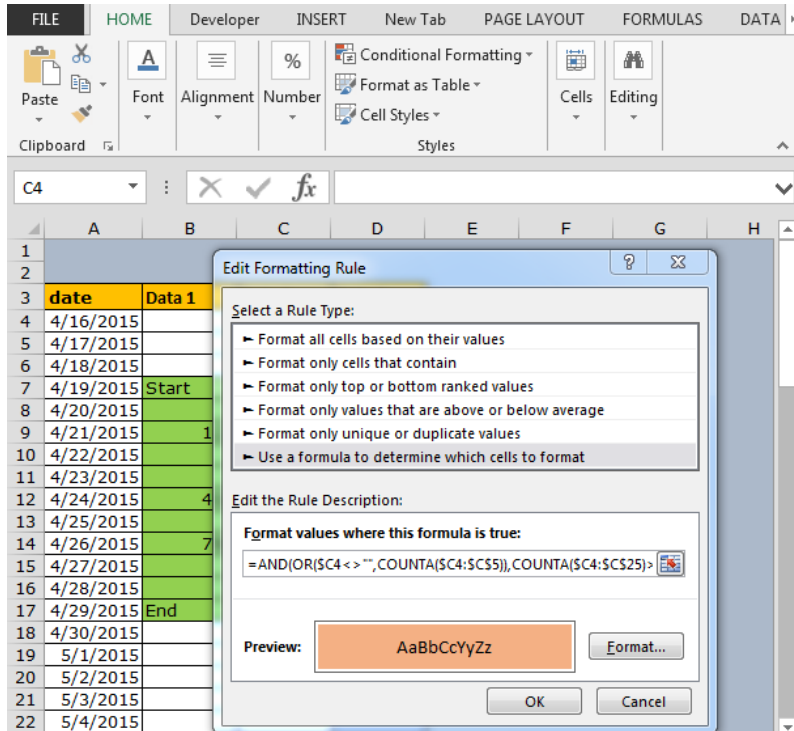 FILE HOME Developer INSERT New Tab PAGE LAYOUT FORMULAS DATA
Paste Font Alignment % Number Conditional Formatting Cells Editing
Format as Table
Cell Styles
Clipboard Styles
C4 fx
A B C D E F G H
1
2
3 date Data 1
4 4/16/2015
5 4/17/2015
6 4/18/2015
7 4/19/2015 Start
8 4/20/2015
9 4/21/2015 1
10 4/22/2015
11 4/23/2015
12 4/24/2015 4
13 4/25/2015
14 4/26/2015 7
15 4/27/2015
16 4/28/2015
17 4/29/2015 End
18 4/30/2015
19 5/1/2015
20 5/2/2015
21 5/3/2015
22 5/4/2015
Edit Formatting Rule ?
Select a Rule Type:
► Format all cells based on their values
► Format only cells that contain
► Format only top or bottom ranked values
► Format only values that are above or below average
► Format only unique or duplicate values
► Use a formula to determine which cells to format
Edit the Rule Description:
Format values where this formula is true:
=AND(OR($C4<>"",COUNTA($C4:$C$5)),COUNTA($C4:$C$25)>
Preview: AaBbCcYyZz Format...
OK Cancel